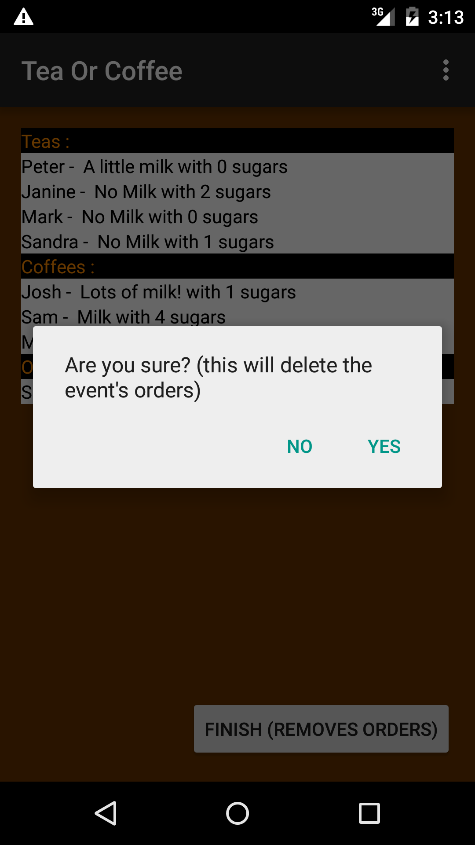 3G 3:13
Tea Or Coffee
Teas :
Peter - A little milk with 0 sugars
Janine - No Milk with 2 sugars
Mark - No Milk with 0 sugars
Sandra - No Milk with 1 sugars
Coffees :
Josh - Lots of milk! with 1 sugars
Sam - Milk with 4 sugars
Are you sure? (this will delete the
event's orders)
NO YES
FINISH (REMOVES ORDERS)